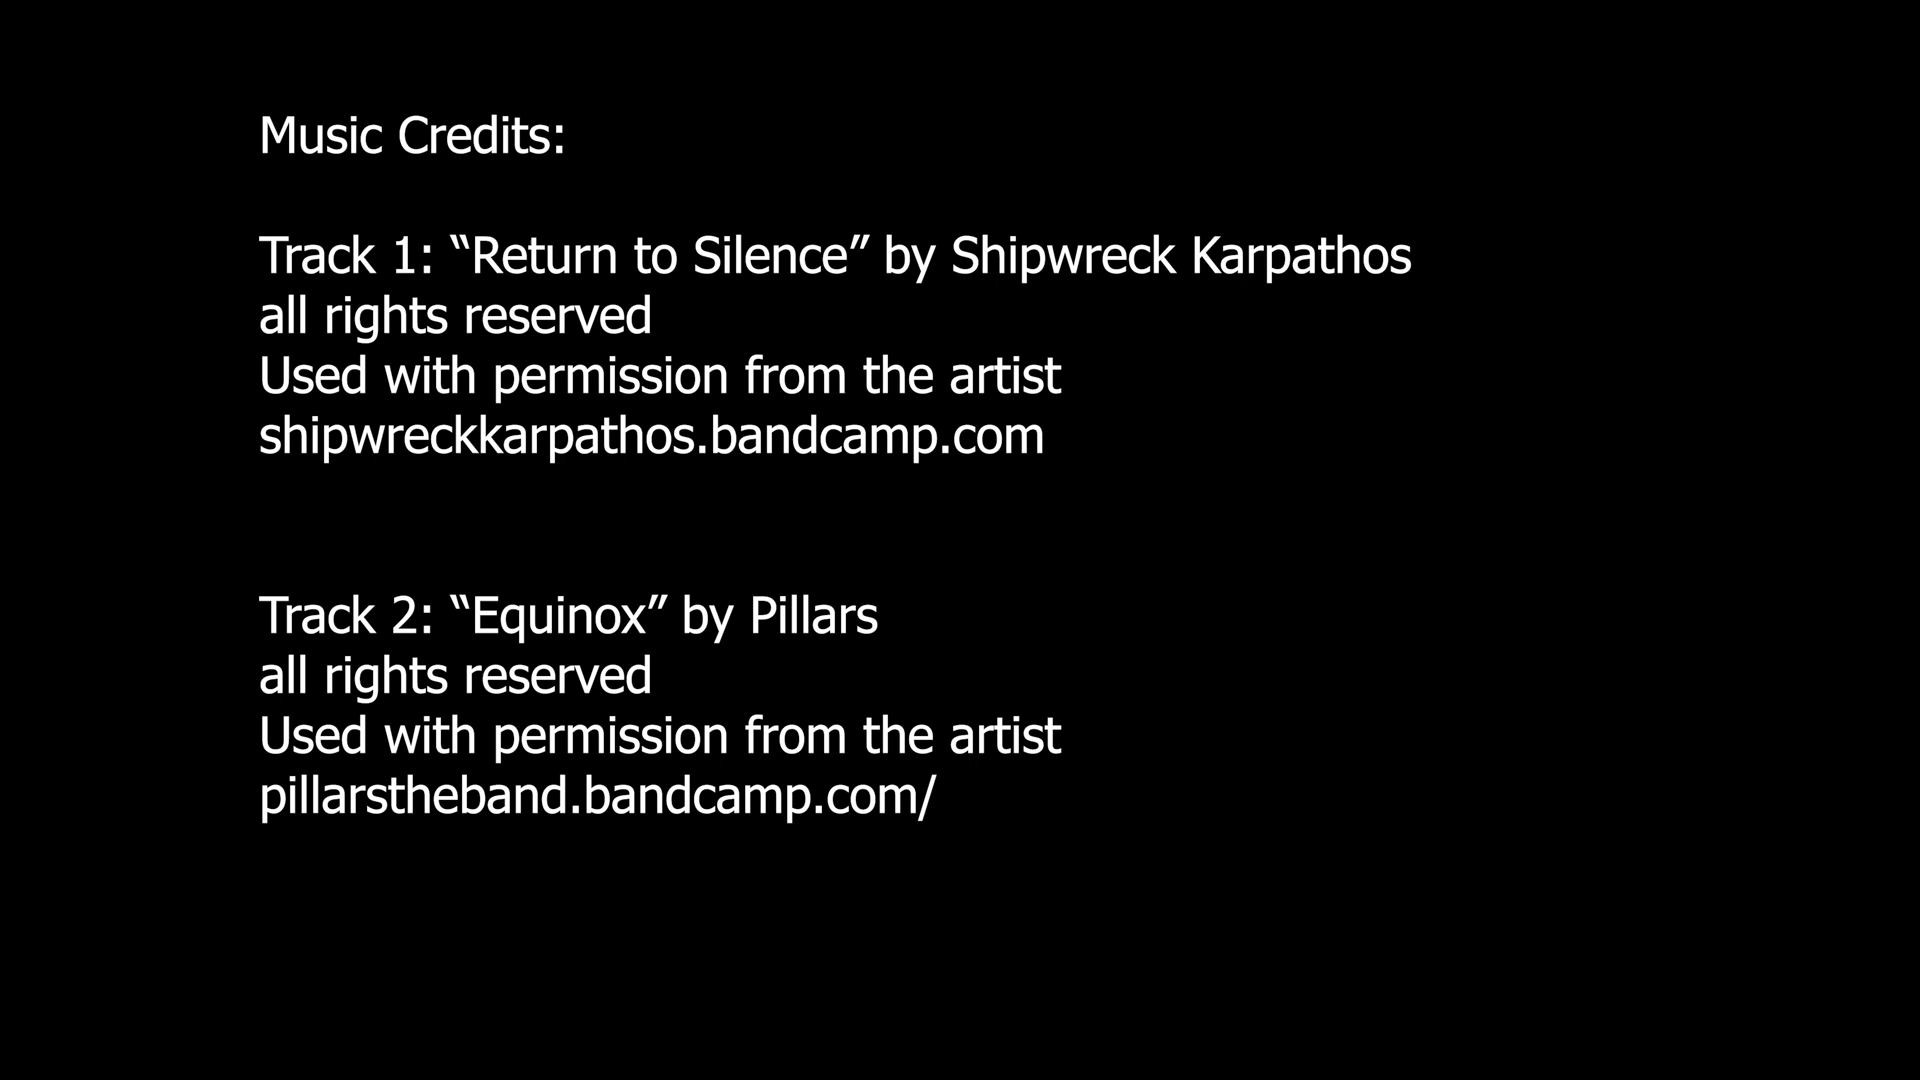 Music Credits:
Track 1: “Return to Silence” by Shipwreck Karpathos
all rights reserved
Used with permission from the artist
shipwreckkarpathos.bandcamp.com
Track 2: “Equinox” by Pillars
all rights reserved
Used with permission from the artist
pillarstheband.bandcamp.com/